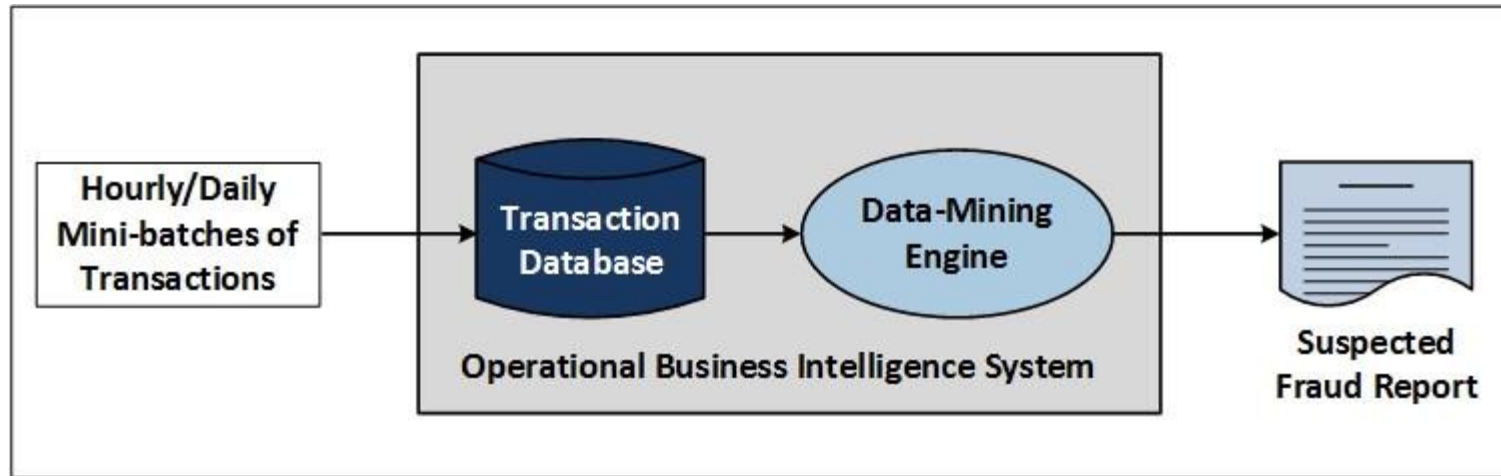 Hourly/Daily
Mini-batches of
Transactions
Transaction
Database
Data-Mining
Engine
Operational Business Intelligence System
Suspected
Fraud Report